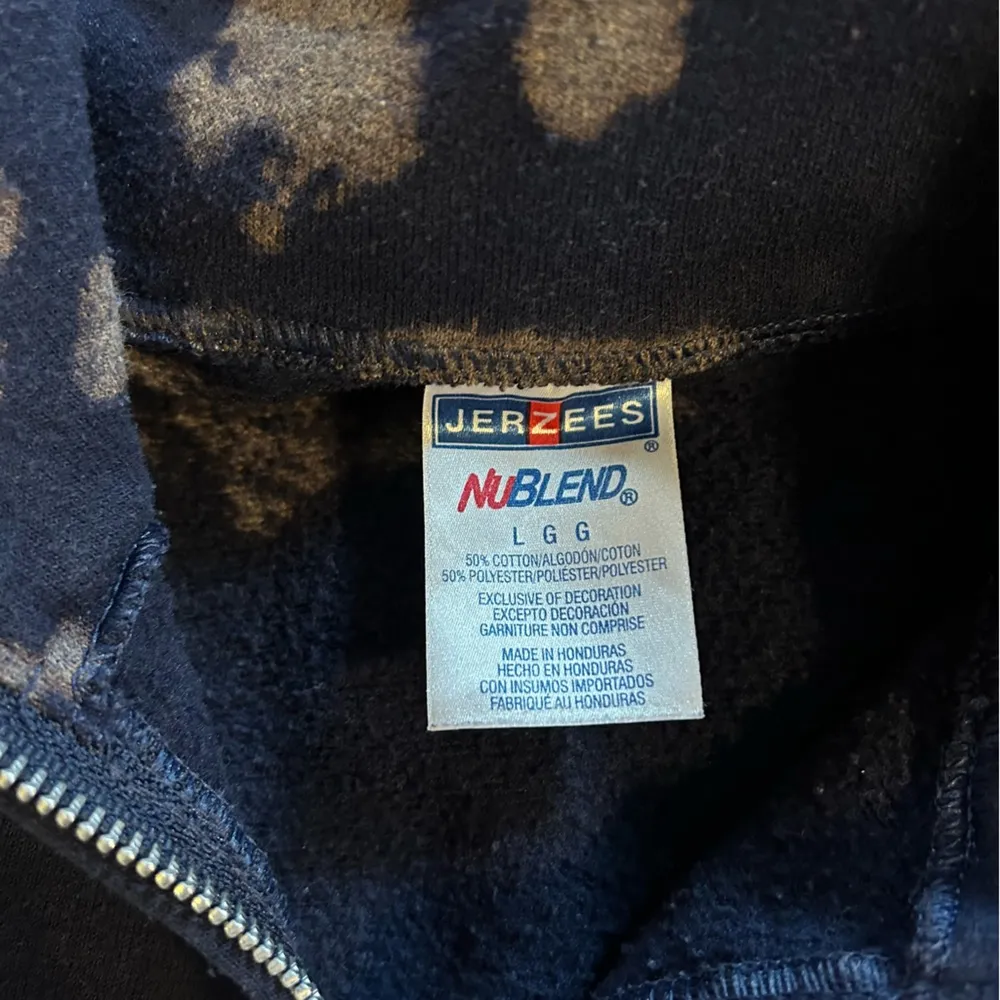 JERZEES®
NUBLEND®
L G G
50% COTTON/ALGODÓN/COTON
50% POLYESTER/POLIÉSTER/POLYESTER
EXCLUSIVE OF DECORATION
EXCEPTO DECORACIÓN
GARNITURE NON COMPRISE
MADE IN HONDURAS
HECHO EN HONDURAS
CON INSUMOS IMPORTADOS
FABRIQUÉ AU HONDURAS